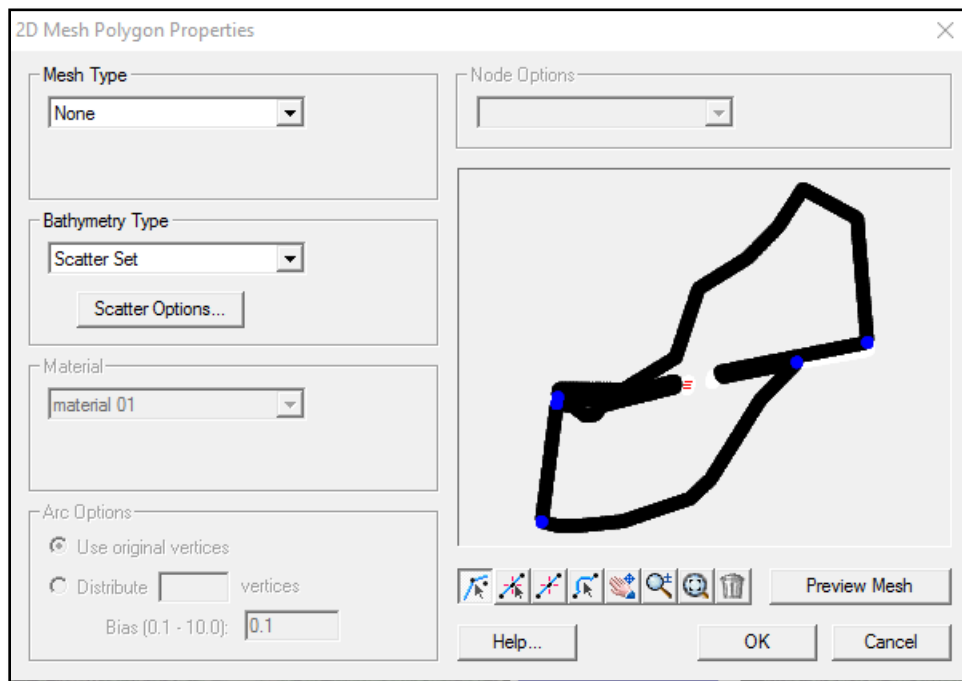 2D Mesh Polygon Properties
Mesh Type
None
Bathymetry Type
Scatter Set
Scatter Options...
Material
material 01
Arc Options
Use original vertices
Distribute vertices
Bias (0.1 - 10.0): 0.1
Node Options
Preview Mesh
Help...
OK
Cancel